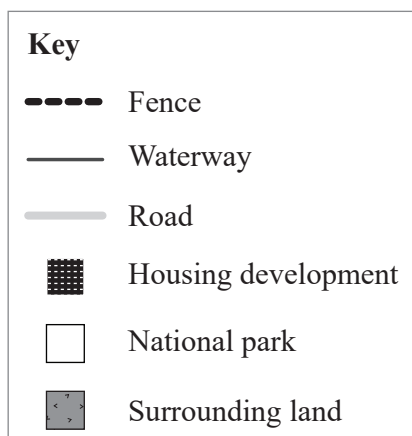 Key
Fence
Waterway
Road
Housing development
National park
Surrounding land